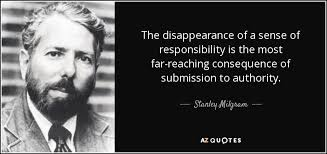 The disappearance of a sense of
responsibility is the most
far-reaching consequence of
submission to authority.
Stanley Milgram
AZ QUOTES